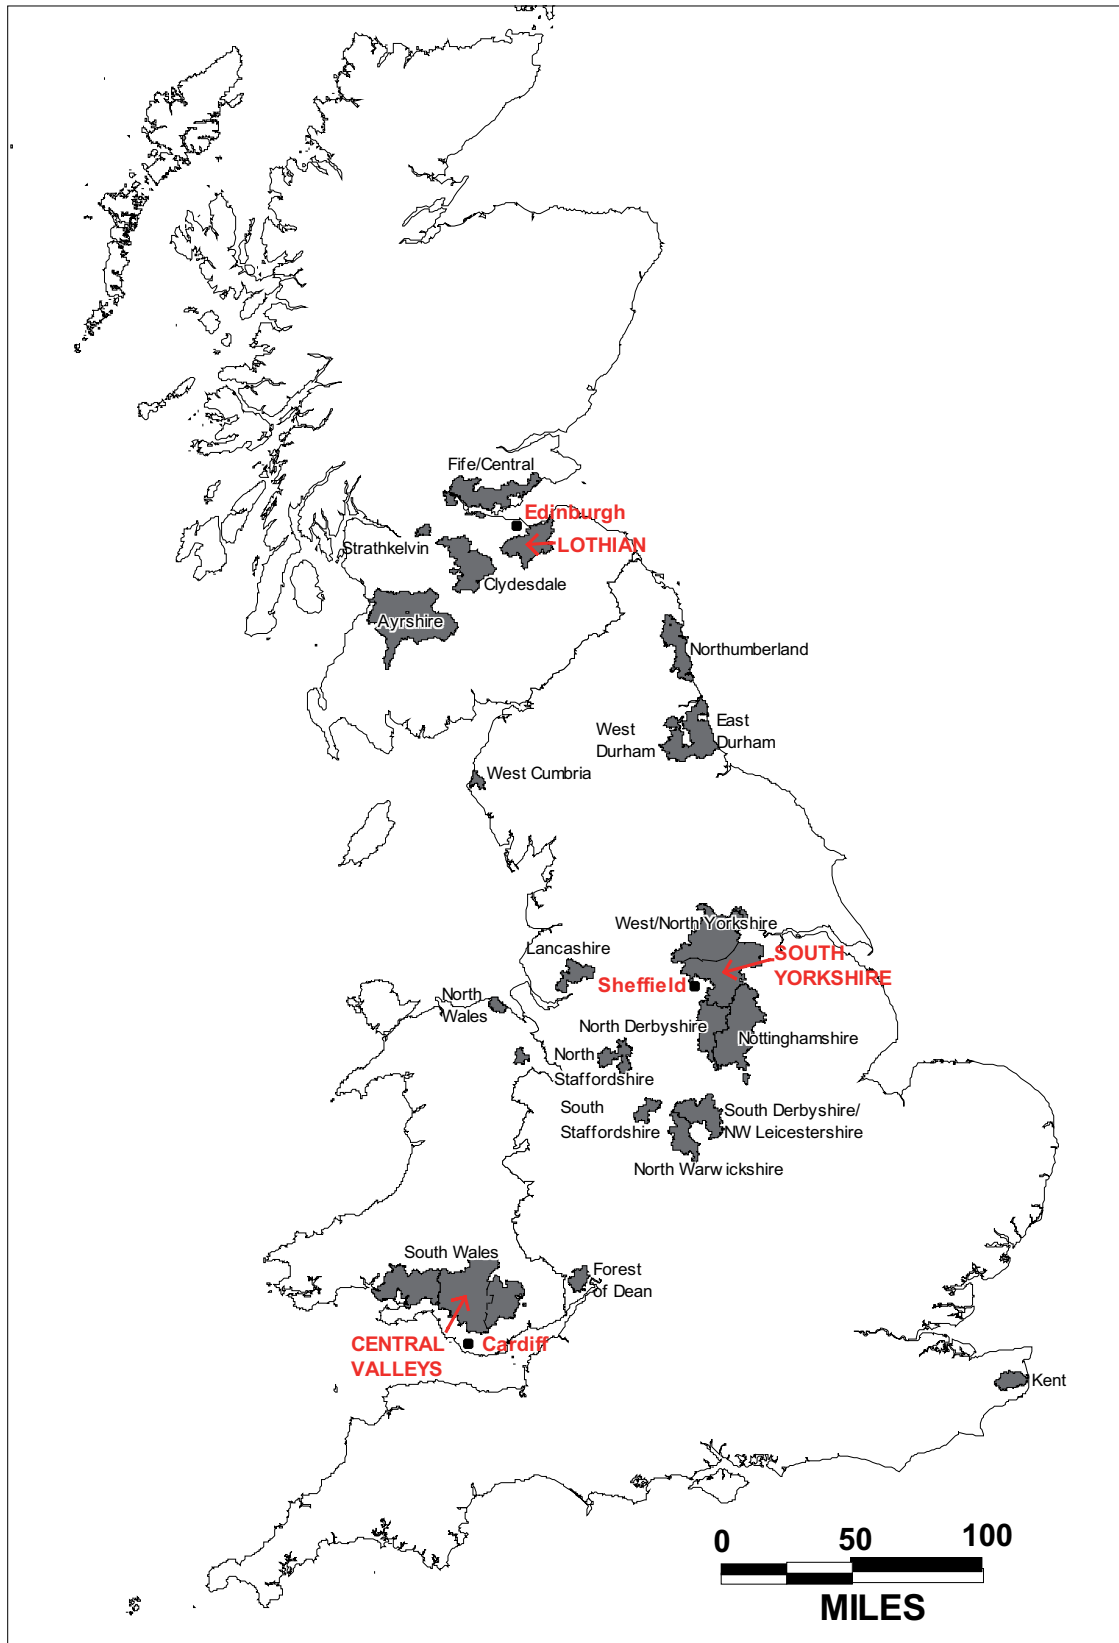 Fife/Central
Edinburgh
Strathkelvin
LOTHIAN
Clydesdale
Ayrshire
Northumberland
West
Durham
East
Durham
West Cumbria
West/North Yorkshire
Lancashire
SOUTH
YORKSHIRE
Sheffield
North
Wales
North Derbyshire
Nottinghamshire
North
Staffordshire
South
Staffordshire
South Derbyshire/
NW Leicestershire
North Warwickshire
South Wales
Forest
of Dean
CENTRAL
VALLEYS
Cardiff
Kent
0 50 100
MILES